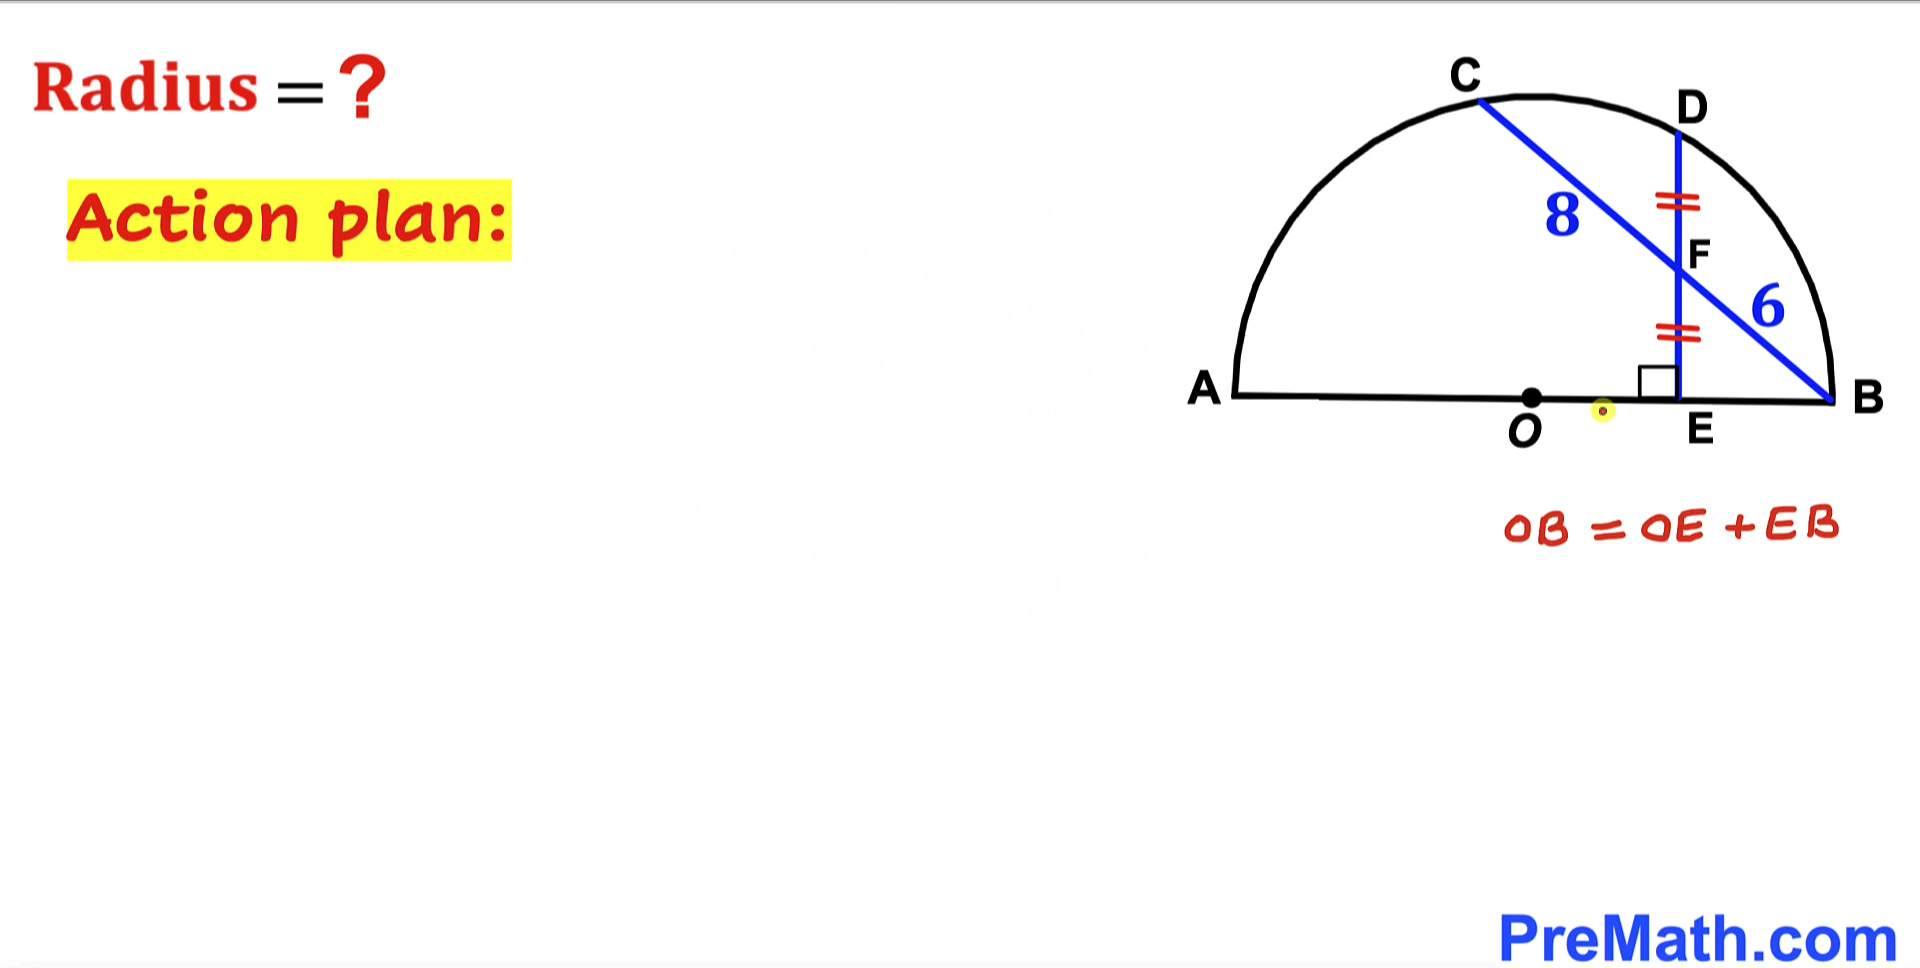 Radius = ?
Action plan:
C
D
8
F
6
A
B
O
E
OB = OE + EB
PreMath.com